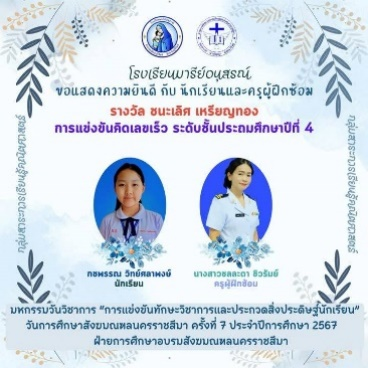 โรงเรียนมารีย์อนุสรณ์
ขอแสดงความยินดี กับ นักเรียนและครูผู้ฝึกซ้อม
รางวัล ชนะเลิศ เหรียญทอง
การแข่งขันคิดเลขเร็ว ระดับชั้นประถมศึกษาปีที่ 4
กลุ่มสาระการเรียนรู้คณิตศาสตร์
กลุ่มสาระการเรียนรู้คณิตศาสตร์
กชพรรณ วิทย์ศลาพงษ์
นักเรียน
นางสาวชลละดา ชิวรัมย์
ครูผู้ฝึกซ้อม
มหกรรมวันวิชาการ "การแข่งขันทักษะวิชาการและประกวดสิ่งประดิษฐ์นักเรียน"
วันการศึกษาสังฆมณฑลนครราชสีมา ครั้งที่ 7 ประจำปีการศึกษา 2567
ฝ่ายการศึกษาอบรมสังฆมณฑลนครราชสีมา